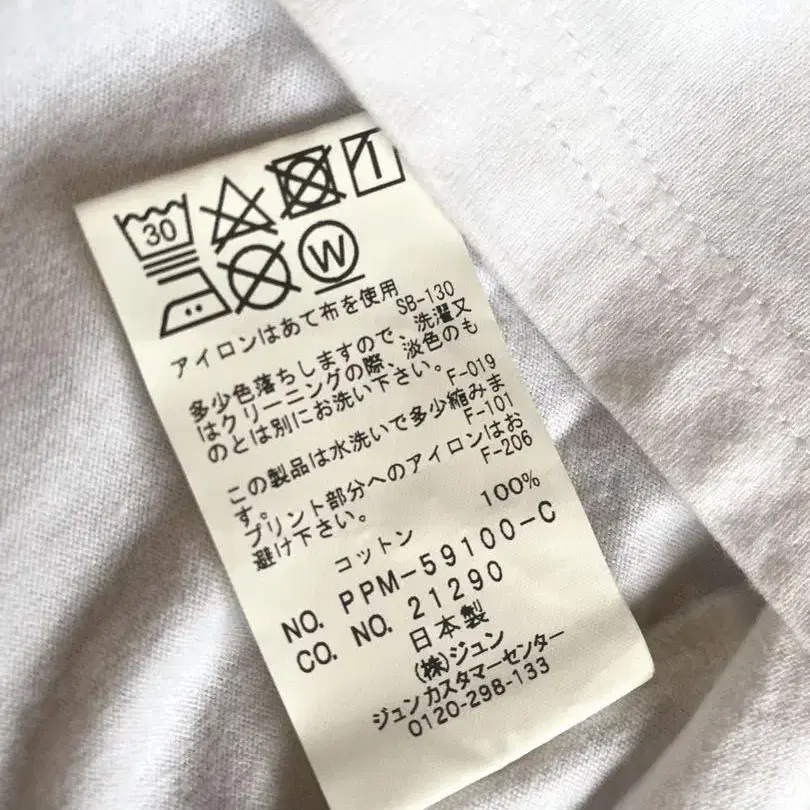 30
W
アイロンはあて布を使用
SB-130
多少色落ちしますので、洗濯又
はクリーニングの際、淡色のも
のとは別にお洗い下さい。
F-019
この製品は水洗いで多少縮みま
す。
F-101
プリント部分へのアイロンはお
避け下さい。
F-206
コットン 100%
NO. PPM-59100-C
CO. NO. 21290
日本製
(株)ジュン
ジュンカスタマーセンター
0120-298-133